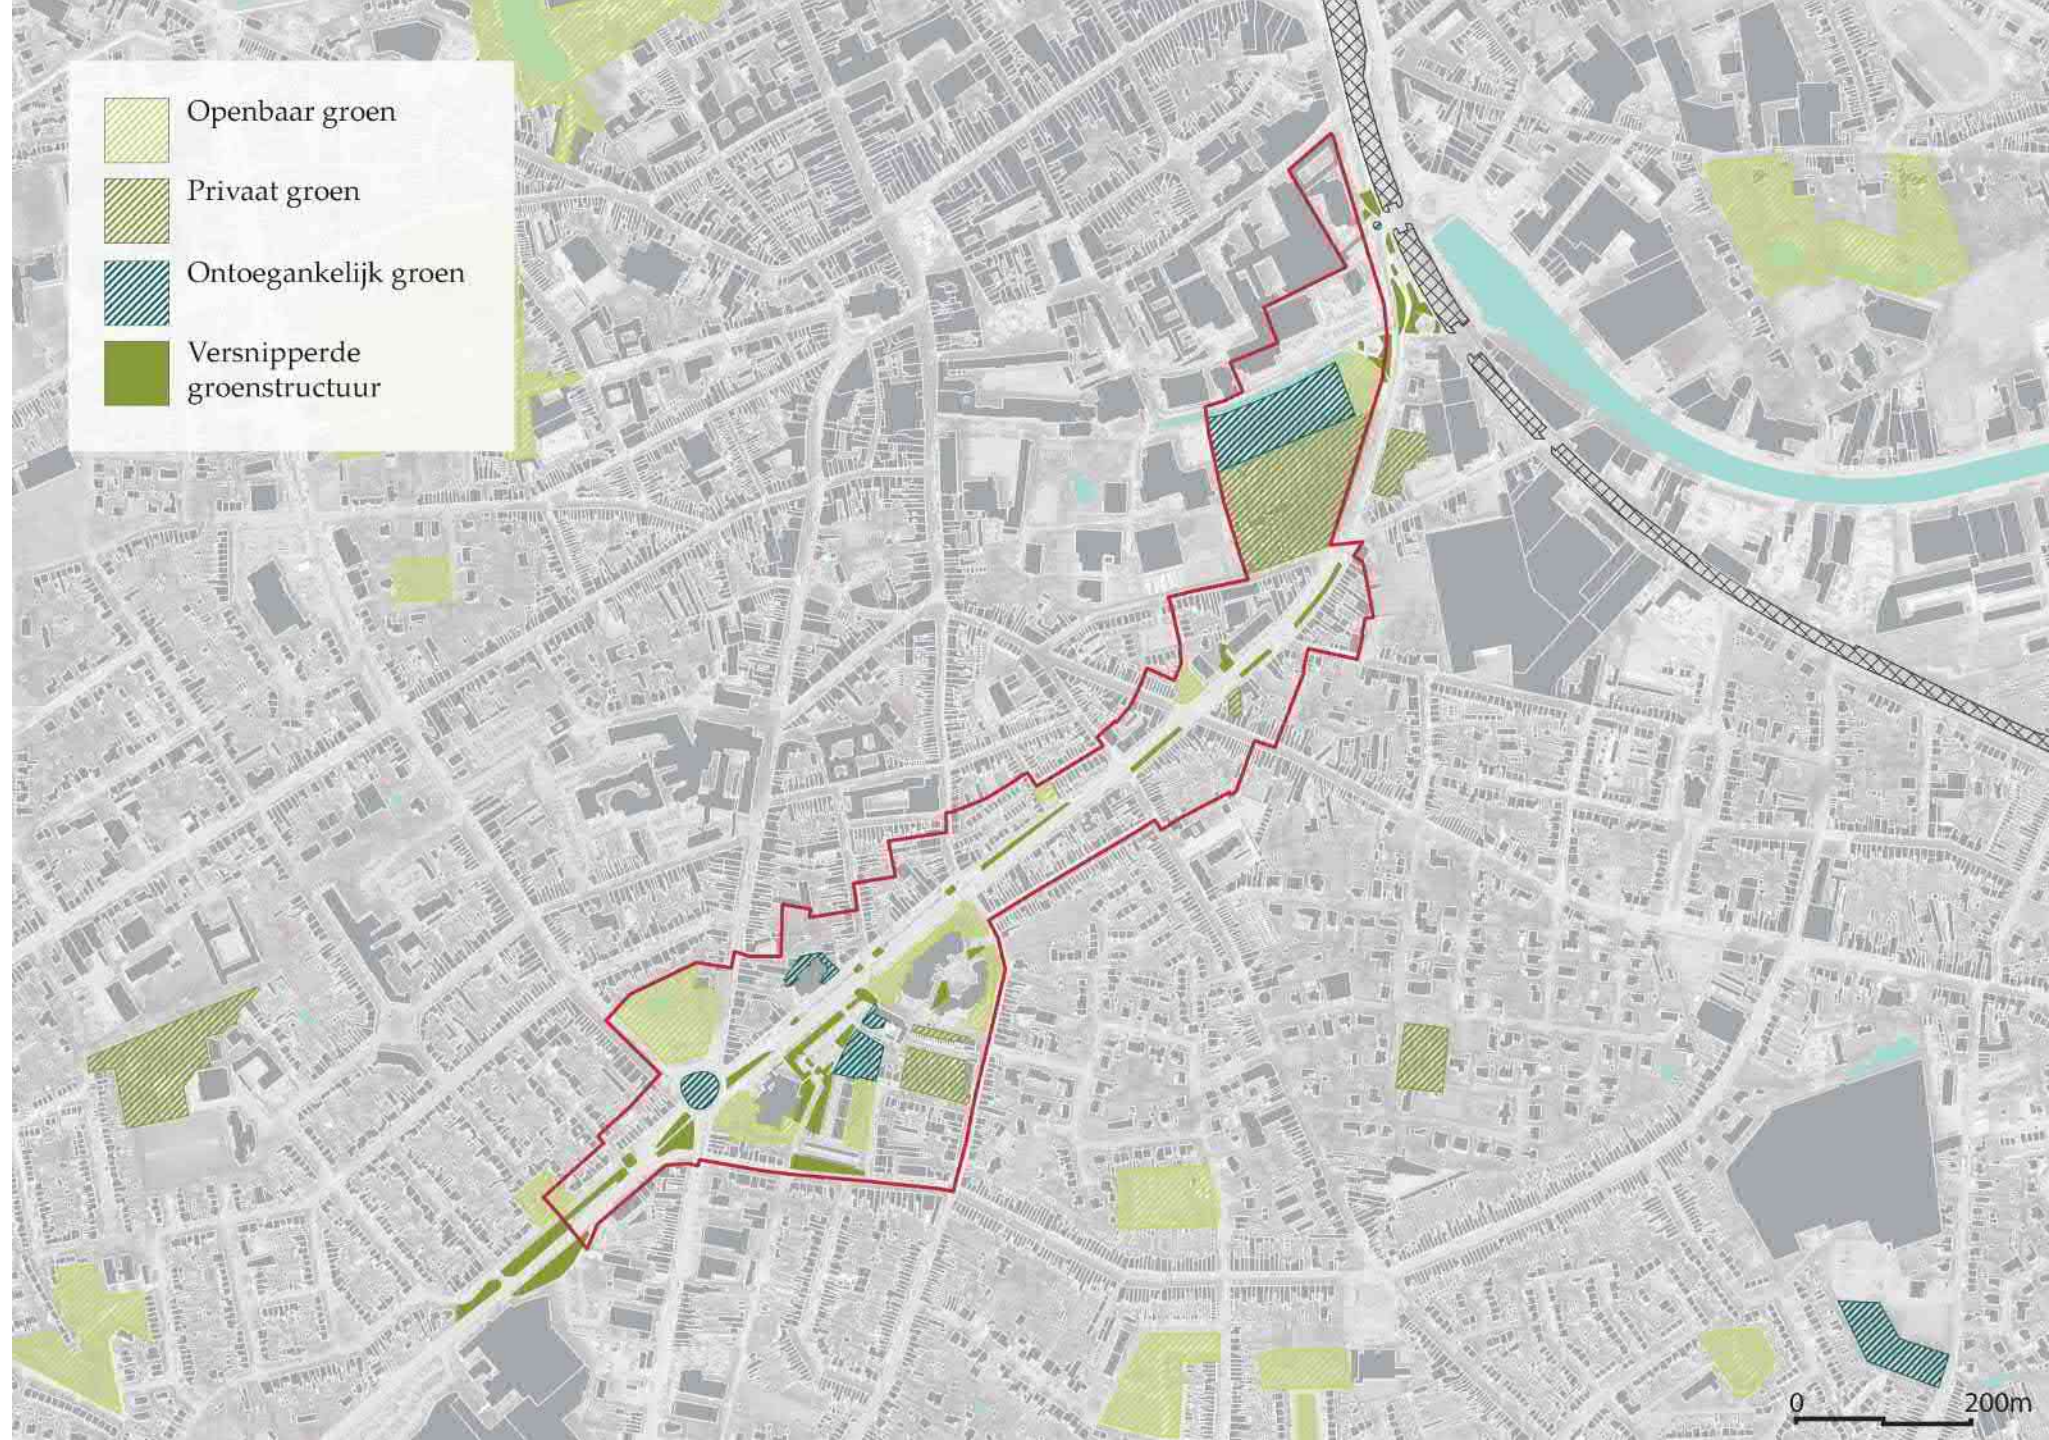 Openbaar groen
Privaat groen
Ontoegankelijk groen
Versnipperde
groenstructuur
0 200m